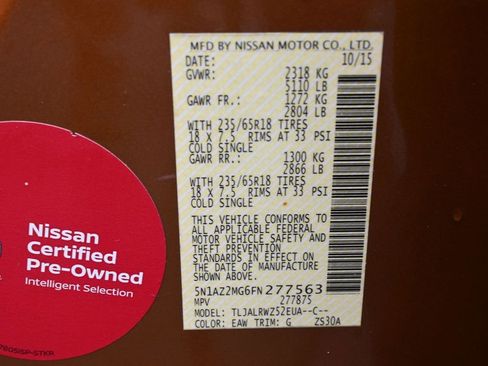 MFD BY NISSAN MOTOR CO., LTD.
DATE: 10/15
GVWR: 2318 KG
5110 LB
GAWR FR.: 1272 KG
2804 LB
WITH 235/65R18 TIRES
18 X 7.5 RIMS AT 33 PSI
COLD SINGLE
GAWR RR.: 1300 KG
2866 LB
WITH 235/65R18 TIRES
18 X 7.5 RIMS AT 33 PSI
COLD SINGLE
THIS VEHICLE CONFORMS TO
ALL APPLICABLE FEDERAL
MOTOR VEHICLE SAFETY AND
THEFT PREVENTION
STANDARDS IN EFFECT ON
THE DATE OF MANUFACTURE
SHOWN ABOVE.
5N1AZ2MG6FN277563
MPV 277875
MODEL: TLJALRWZ52EUA--C--
COLOR: EAW TRIM: G ZS30A
Nissan
Certified
Pre-Owned
Intelligent Selection